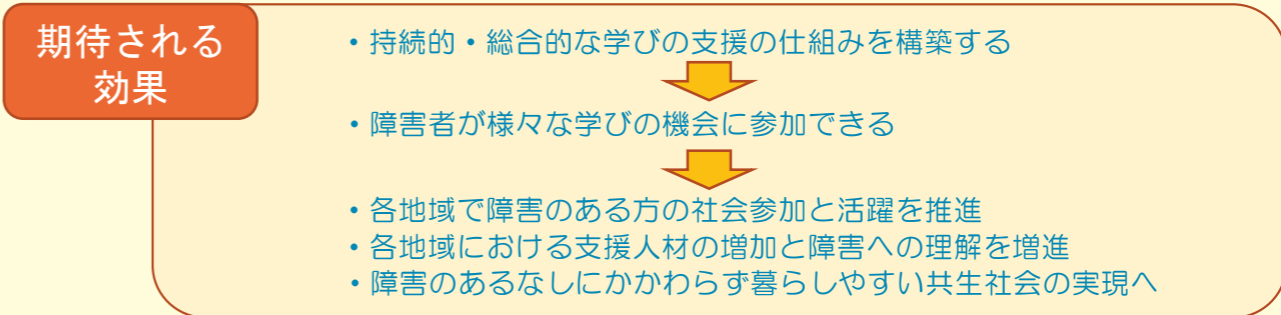 期待される
効果
・持続的・総合的な学びの支援の仕組みを構築する
・障害者が様々な学びの機会に参加できる
・各地域で障害のある方の社会参加と活躍を推進
・各地域における支援人材の増加と障害への理解を増進
・障害のあるなしにかかわらず暮らしやすい共生社会の実現へ